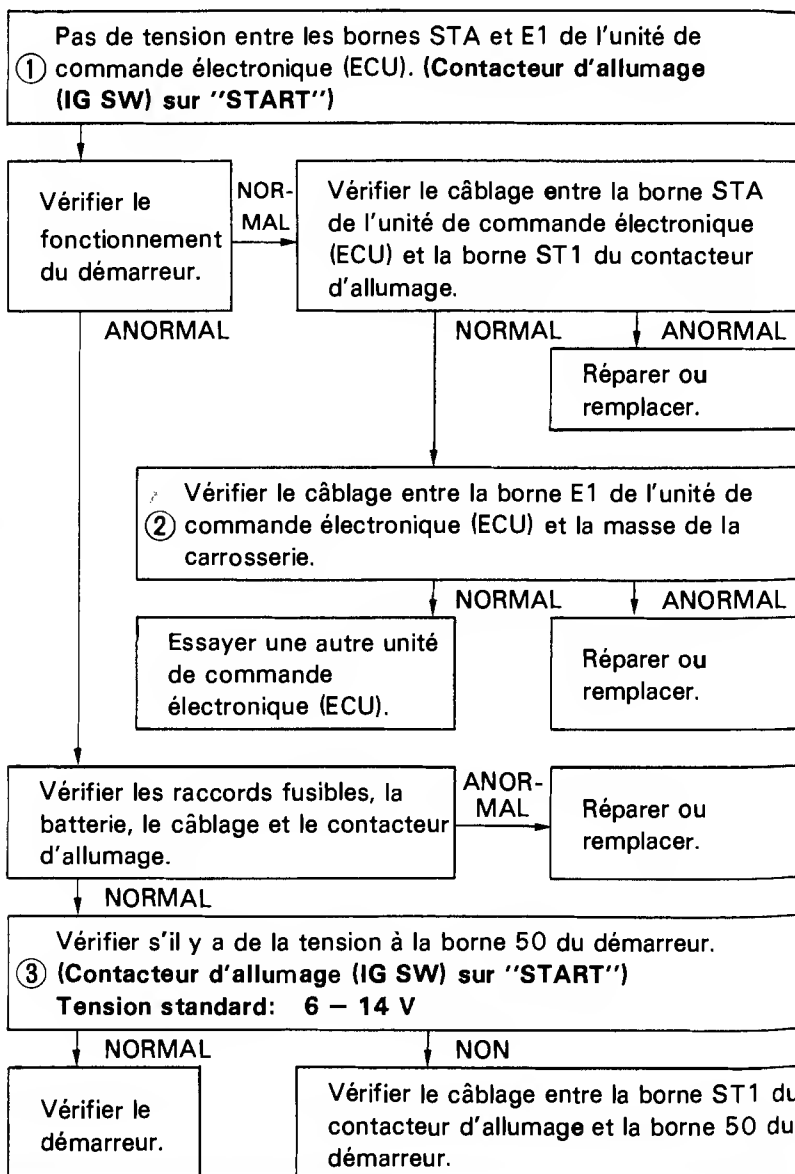 Pas de tension entre les bornes STA et E1 de l'unité de
① commande électronique (ECU). (Contacteur d'allumage
(IG SW) sur "START")
Vérifier le
fonctionnement
du démarreur.
NOR-
MAL
Vérifier le câblage entre la borne STA
de l'unité de commande électronique
(ECU) et la borne ST1 du contacteur
d'allumage.
ANORMAL
NORMAL
ANORMAL
Réparer ou
remplacer.
Vérifier le câblage entre la borne E1 de l'unité de
② commande électronique (ECU) et la masse de la
carrosserie.
NORMAL
ANORMAL
Essayer une autre unité
de commande
électronique (ECU).
Réparer ou
remplacer.
Vérifier les raccords fusibles, la
batterie, le câblage et le contacteur
d'allumage.
ANOR-
MAL
Réparer ou
remplacer.
NORMAL
Vérifier s'il y a de la tension à la borne 50 du démarreur.
③ (Contacteur d'allumage (IG SW) sur "START")
Tension standard: 6 – 14 V
NORMAL
NON
Vérifier le
démarreur.
Vérifier le câblage entre la borne ST1 du
contacteur d'allumage et la borne 50 du
démarreur.